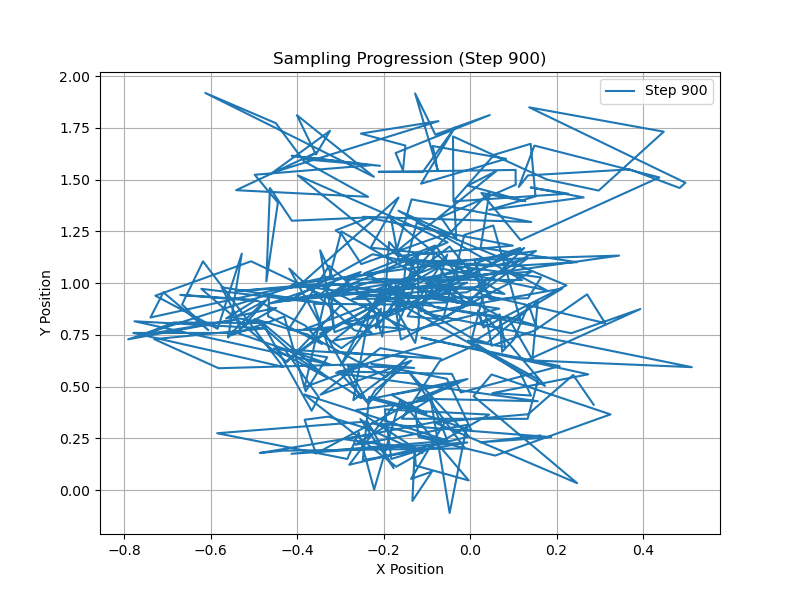 Sampling Progression (Step 900)
Step 900
2.00
1.75
1.50
1.25
1.00
0.75
0.50
0.25
0.00
Y Position
−0.8 −0.6 −0.4 −0.2 0.0 0.2 0.4
X Position